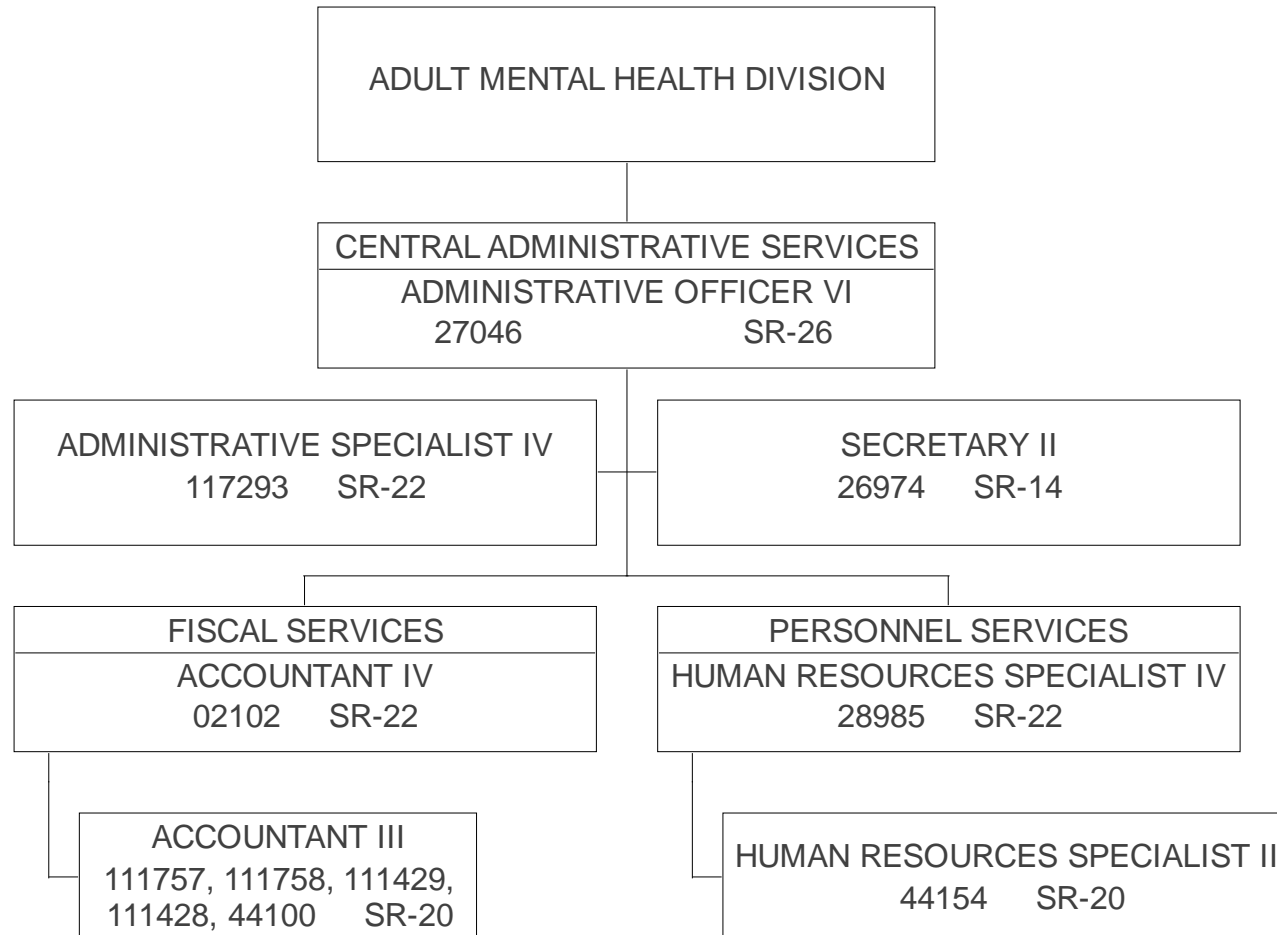 ADULT MENTAL HEALTH DIVISION
CENTRAL ADMINISTRATIVE SERVICES
ADMINISTRATIVE OFFICER VI
27046 SR-26
ADMINISTRATIVE SPECIALIST IV
117293 SR-22
SECRETARY II
26974 SR-14
FISCAL SERVICES
ACCOUNTANT IV
02102 SR-22
PERSONNEL SERVICES
HUMAN RESOURCES SPECIALIST IV
28985 SR-22
ACCOUNTANT III
111757, 111758, 111429,
111428, 44100 SR-20
HUMAN RESOURCES SPECIALIST II
44154 SR-20